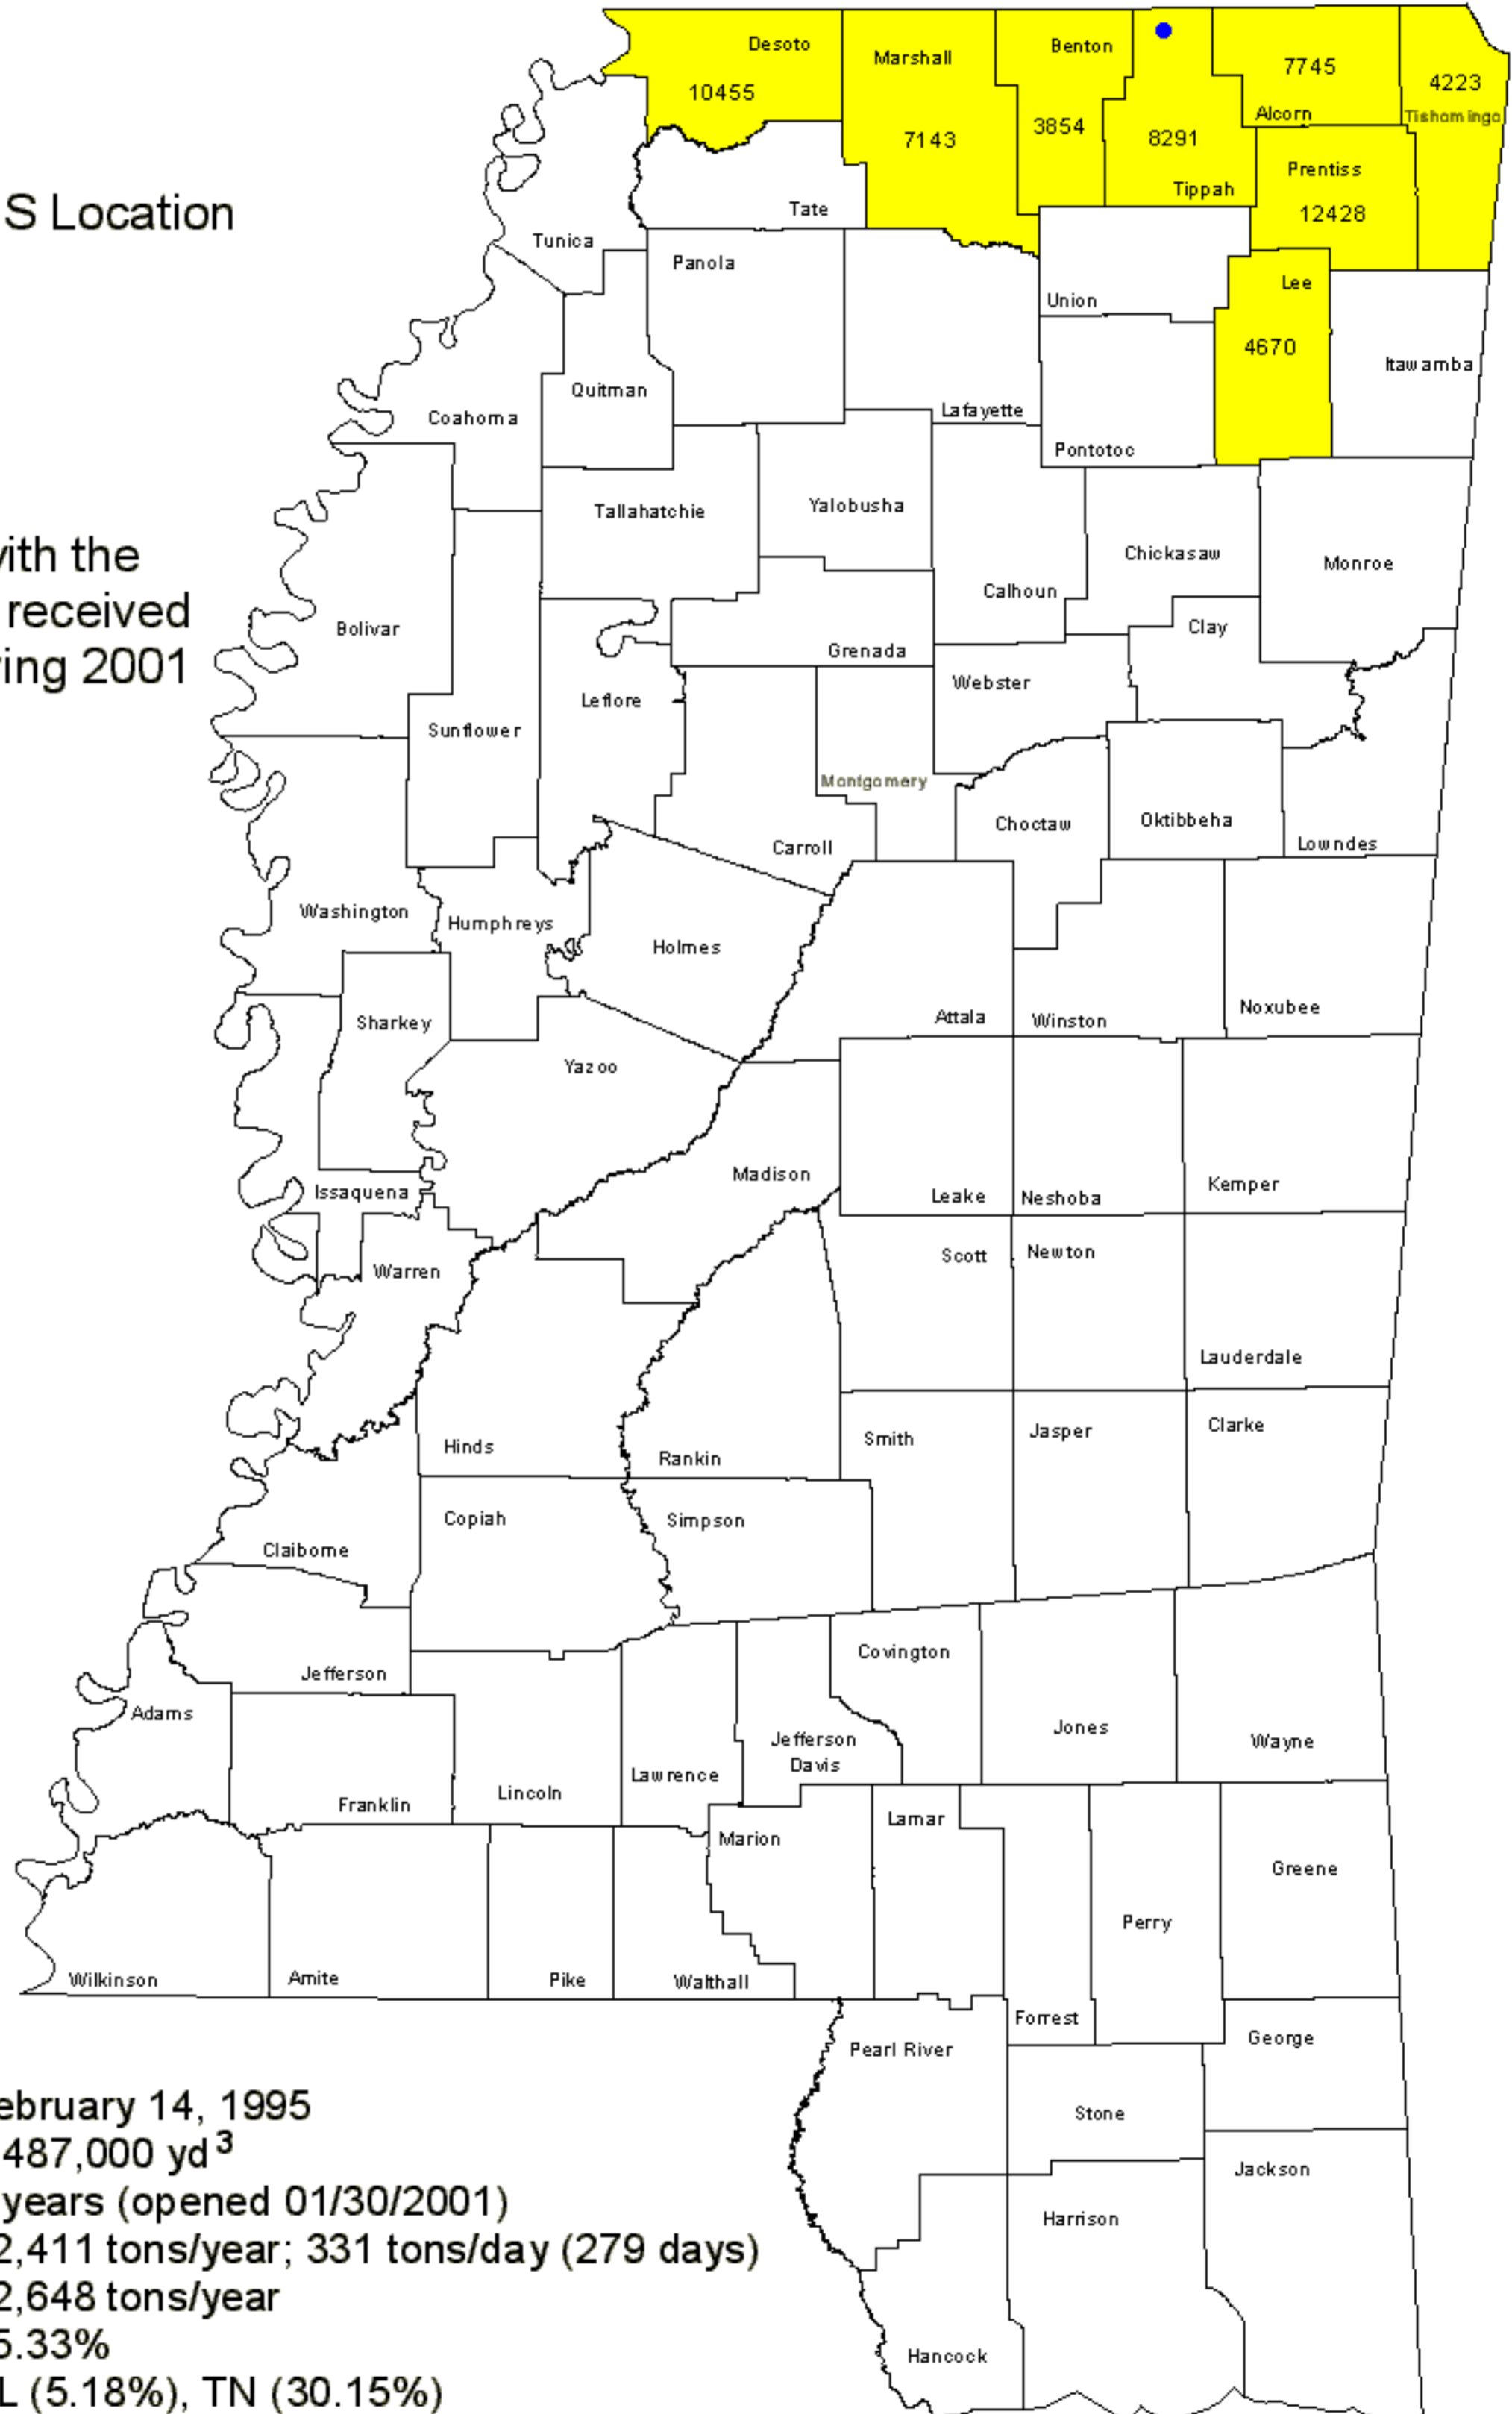 S Location
with the
received
ring 2001
Desoto
10455
Marshall
7143
Benton
3854
8291
Tippah
7745
Alcorn
4223
Tishomingo
Prentiss
12428
Tate
Tunica
Panola
Union
Lee
4670
Itawamba
Quitman
Coahoma
Lafayette
Pontotoc
Tallahatchie
Yalobusha
Chickasaw
Monroe
Calhoun
Clay
Bolivar
Grenada
Webster
Leflore
Sunflower
Montgomery
Choctaw
Oktibbeha
Lowndes
Carroll
Washington
Humphreys
Holmes
Sharkey
Attala
Winston
Noxubee
Yazoo
Madison
Issaquena
Leake
Neshoba
Kemper
Warren
Scott
Newton
Lauderdale
Hinds
Rankin
Smith
Jasper
Clarke
Copiah
Simpson
Claiborne
Jefferson
Covington
Adams
Jefferson
Davis
Jones
Wayne
Franklin
Lincoln
Lawrence
Marion
Lamar
Greene
Perry
Wilkinson
Amite
Pike
Walthall
Forrest
George
Pearl River
Stone
Jackson
Harrison
Hancock
ebruary 14, 1995
,487,000 yd³
years (opened 01/30/2001)
2,411 tons/year; 331 tons/day (279 days)
2,648 tons/year
5.33%
L (5.18%), TN (30.15%)